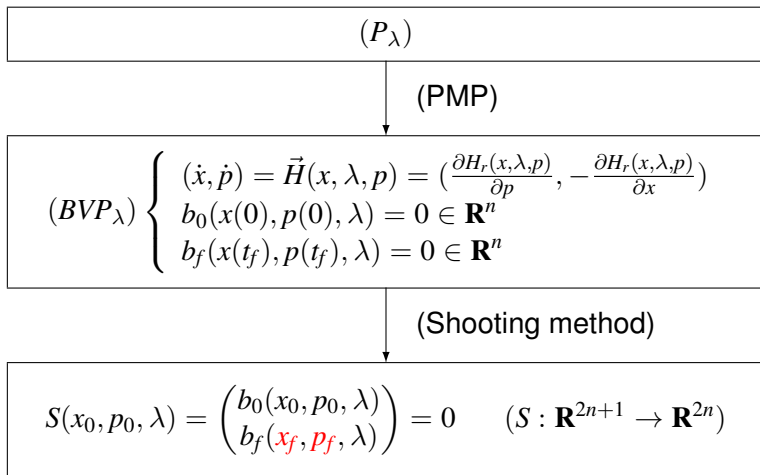 (P_λ)
(PMP)
(BVP_λ) { (ẋ, ṗ) = H⃗(x, λ, p) = (∂H_r(x,λ,p)/∂p, −∂H_r(x,λ,p)/∂x)
b_0(x(0), p(0), λ) = 0 ∈ R^n
b_f(x(t_f), p(t_f), λ) = 0 ∈ R^n
(Shooting method)
S(x_0, p_0, λ) = (b_0(x_0, p_0, λ)
b_f(x_f, p_f, λ)) = 0 (S : R^{2n+1} → R^{2n})